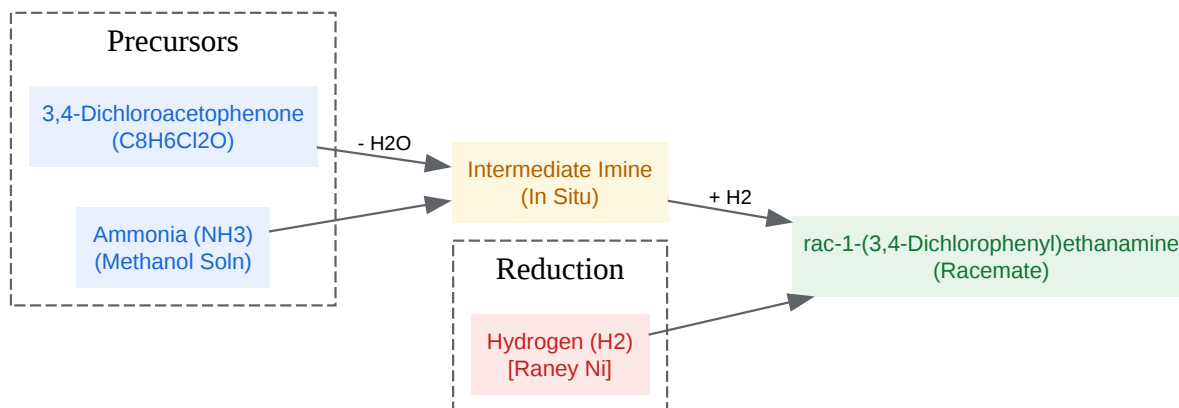 Precursors
3,4-Dichloroacetophenone
(C8H6Cl2O)
- H2O
Ammonia (NH3)
(Methanol Soln)
Intermediate Imine
(In Situ)
+ H2
Reduction
Hydrogen (H2)
[Raney Ni]
rac-1-(3,4-Dichlorophenyl)ethanamine
(Racemate)